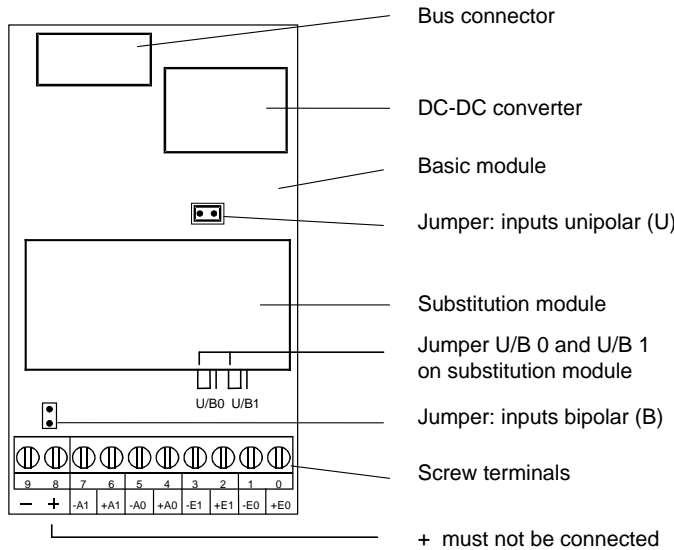 Bus connector
DC-DC converter
Basic module
Jumper: inputs unipolar (U)
Substitution module
Jumper U/B 0 and U/B 1
on substitution module
U/B0 U/B1
Jumper: inputs bipolar (B)
Screw terminals
9 8 7 6 5 4 3 2 1 0
− + -A1 +A1 -A0 +A0 -E1 +E1 -E0 +E0
+ must not be connected